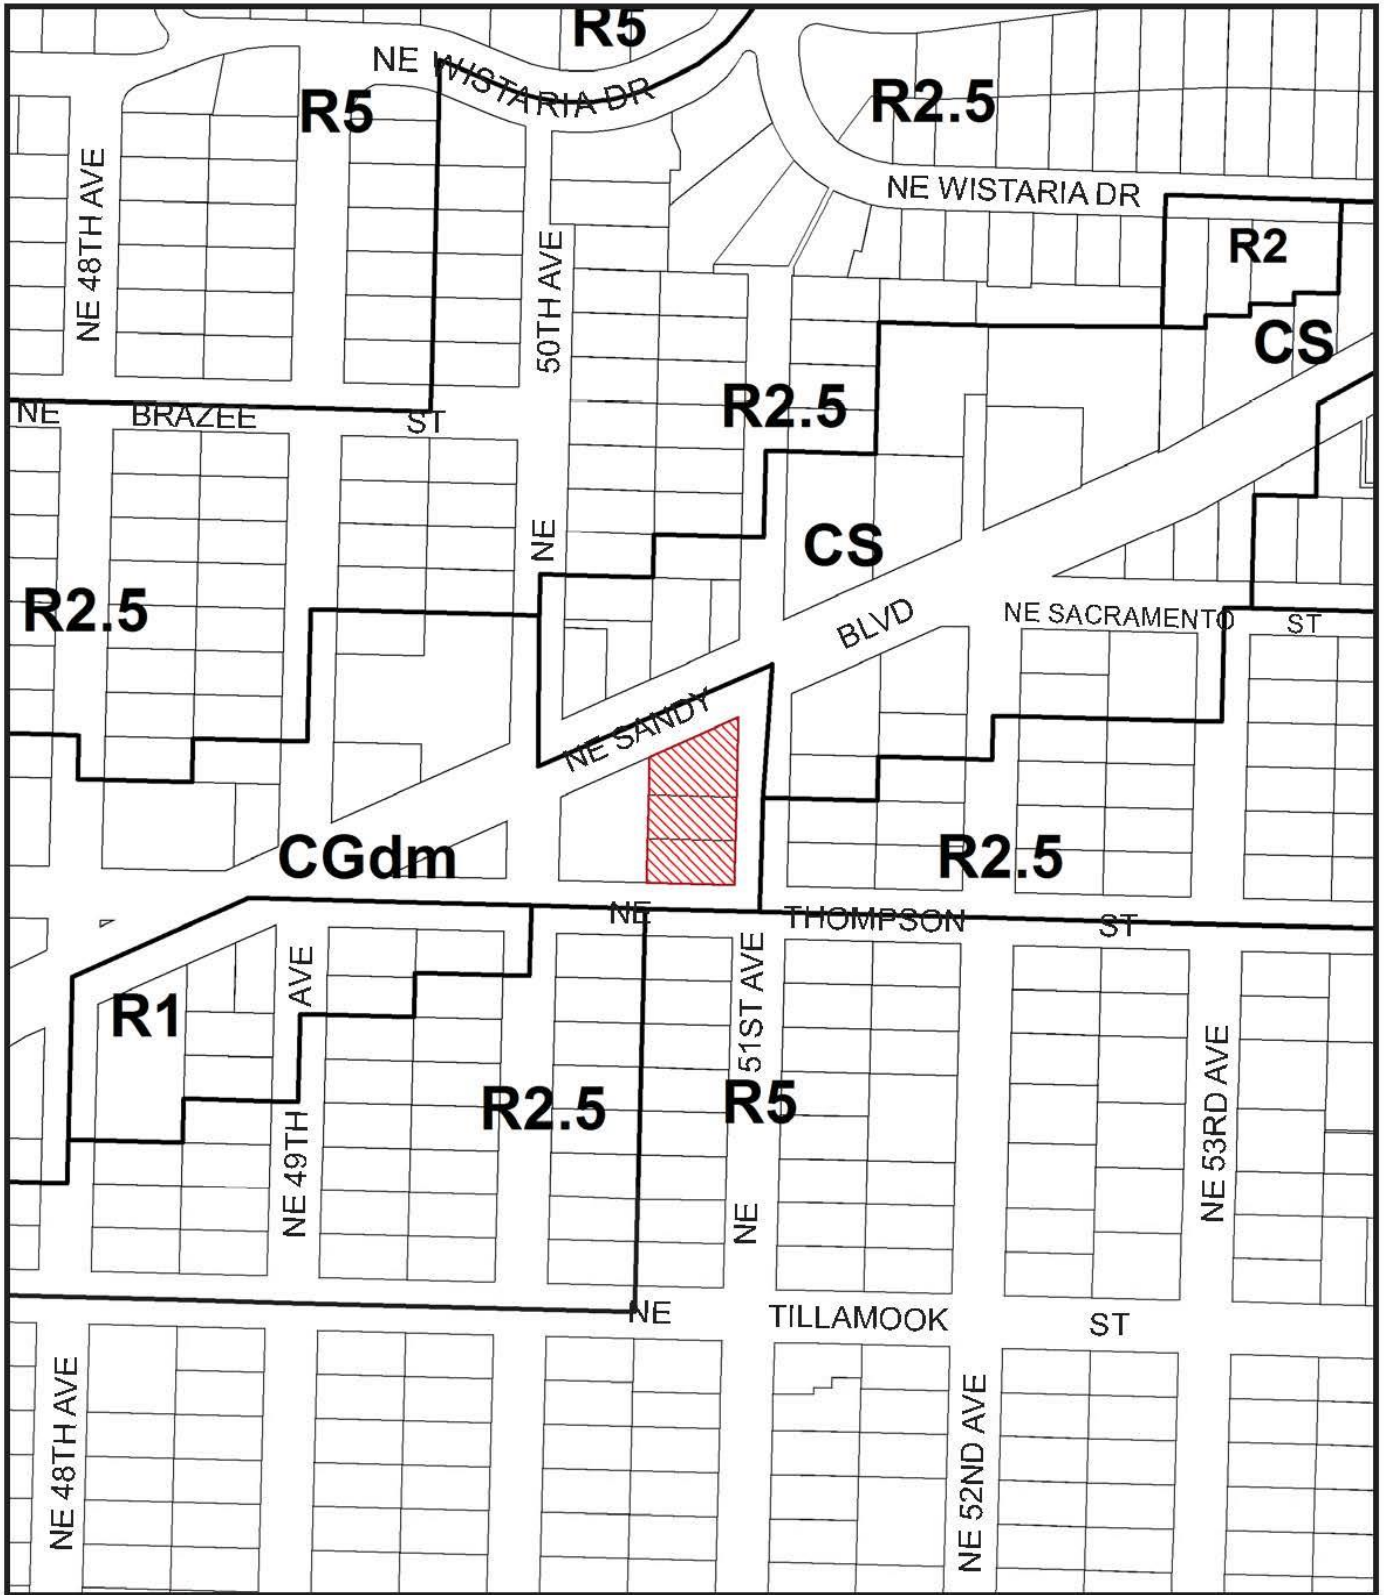 R5
NE WISTARIA DR
R5
R2.5
NE 48TH AVE
NE WISTARIA DR
R2
50TH AVE
NE
CS
R2.5
NE BRAZEE ST
CS
R2.5
BLVD
NE SACRAMENTO ST
NE SANDY
CGdm
R2.5
NE THOMPSON ST
AVE
NE 49TH
R1
51ST AVE
NE
R2.5
R5
NE 53RD AVE
NE TILLAMOOK ST
NE 48TH AVE
NE 52ND AVE